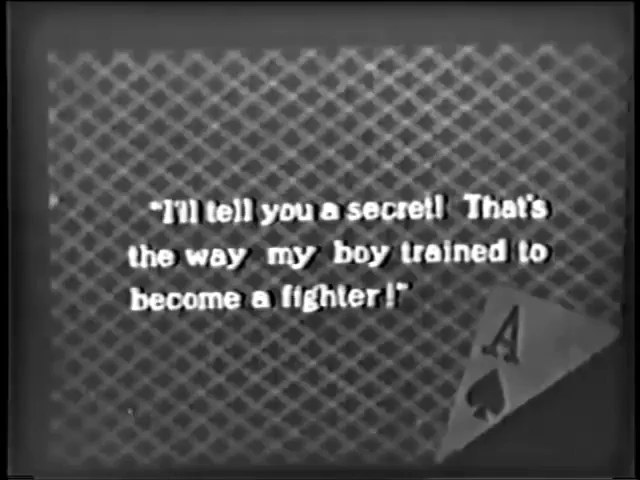 "I'll tell you a secret! That's
the way my boy trained to
become a fighter!"
A